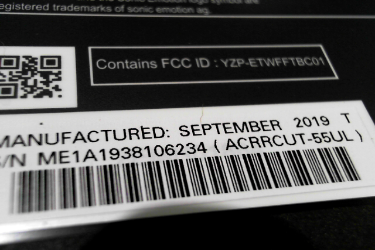 registered trademarks of sonic emotion ag.
Contains FCC ID : YZP-ETWFFTBC01
MANUFACTURED: SEPTEMBER 2019 T
S/N ME1A1938106234 ( ACRRCUT-55UL )